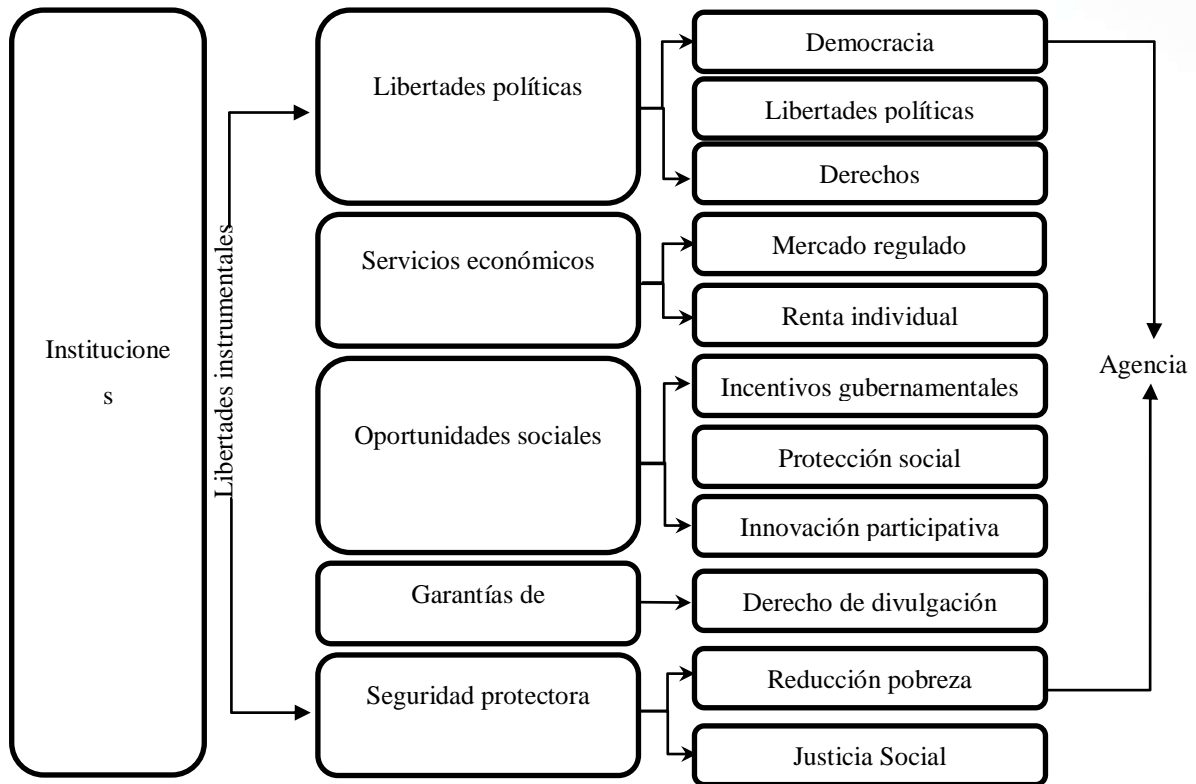 Institucione
s
Libertades instrumentales
Libertades políticas
Servicios económicos
Oportunidades sociales
Garantías de
Seguridad protectora
Democracia
Libertades políticas
Derechos
Mercado regulado
Renta individual
Incentivos gubernamentales
Protección social
Innovación participativa
Derecho de divulgación
Reducción pobreza
Justicia Social
Agencia